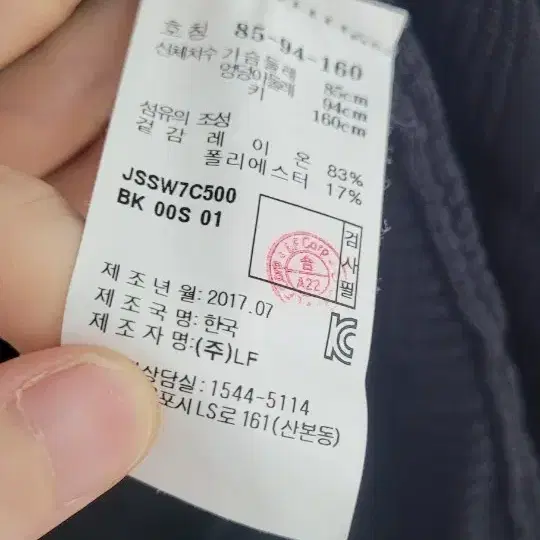 호칭 85-94-160
신체치수 가슴둘레 85cm
엉덩이둘레 94cm
키 160cm
섬유의 조성
겉감 레이온 83%
폴리에스터 17%
JSSW7C500
BK 00S 01
검사필
LF Corp
합
A22
제조년월: 2017.07
제조국명: 한국
제조자명: (주)LF
상담실: 1544-5114
포시 LS로 161(산본동)